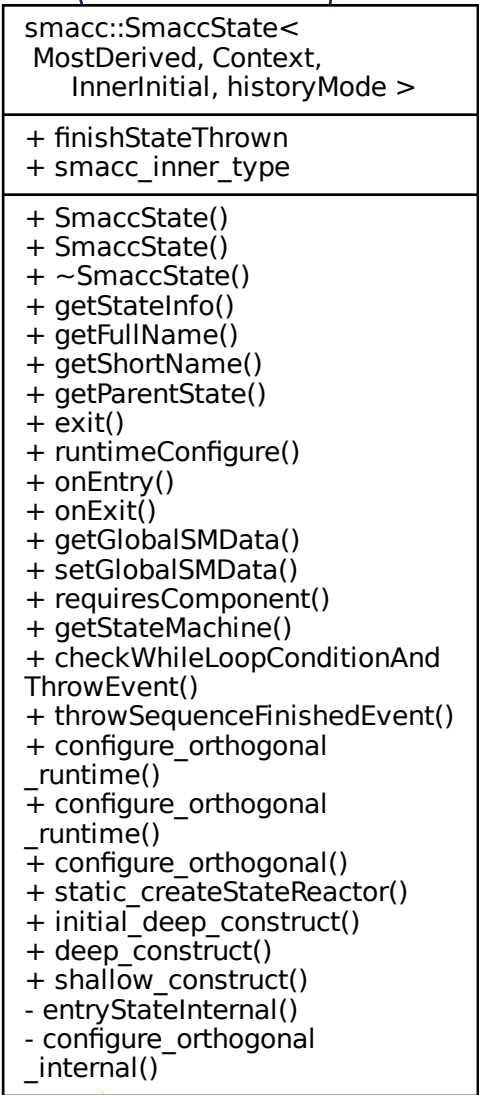 smacc::SmaccState<
MostDerived, Context,
InnerInitial, historyMode >
+ finishStateThrown
+ smacc_inner_type
+ SmaccState()
+ SmaccState()
+ ~SmaccState()
+ getStateInfo()
+ getFullName()
+ getShortName()
+ getParentState()
+ exit()
+ runtimeConfigure()
+ onEntry()
+ onExit()
+ getGlobalSMData()
+ setGlobalSMData()
+ requiresComponent()
+ getStateMachine()
+ checkWhileLoopConditionAnd
ThrowEvent()
+ throwSequenceFinishedEvent()
+ configure_orthogonal
_runtime()
+ configure_orthogonal
_runtime()
+ configure_orthogonal()
+ static_createStateReactor()
+ initial_deep_construct()
+ deep_construct()
+ shallow_construct()
- entryStateInternal()
- configure_orthogonal
_internal()